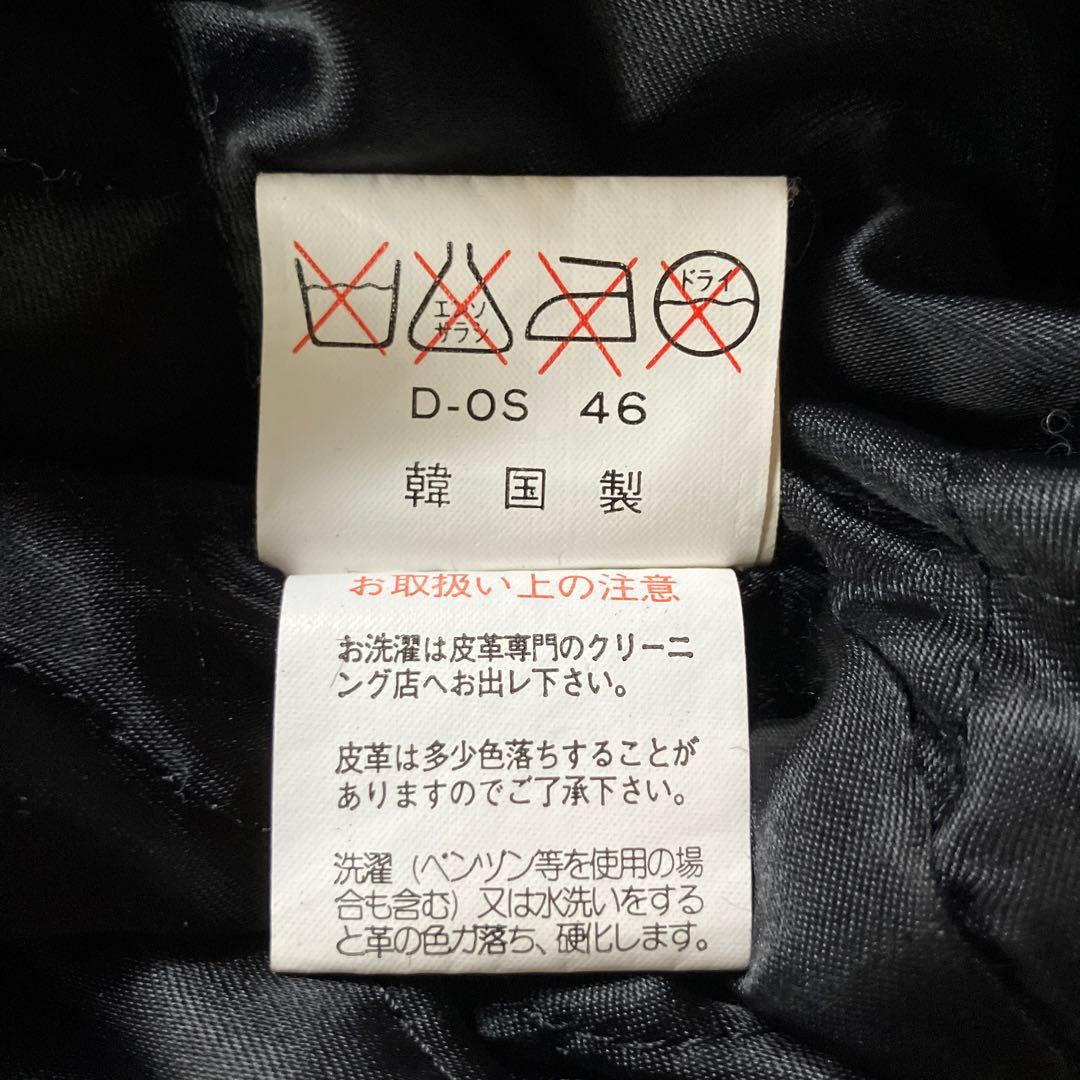 エンソ
サラシ
ドライ
D-OS 46
韓国製
お取扱い上の注意
お洗濯は皮革専門のクリーニ
ング店へお出し下さい。
皮革は多少色落ちすることが
ありますのでご了承下さい。
洗濯（ベンソン等を使用の場
合も含む）又は水洗いをする
と革の色が落ち、硬化します。